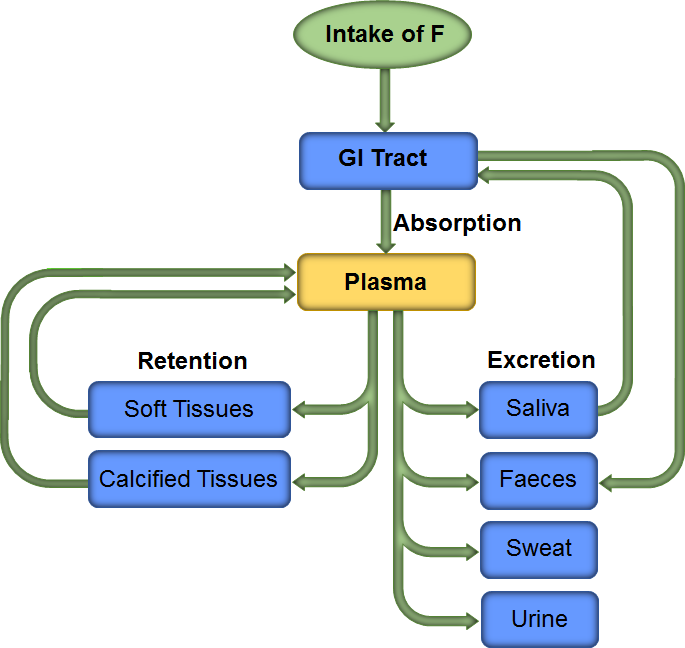 Intake of F
GI Tract
Absorption
Plasma
Retention
Excretion
Soft Tissues
Saliva
Calcified Tissues
Faeces
Sweat
Urine